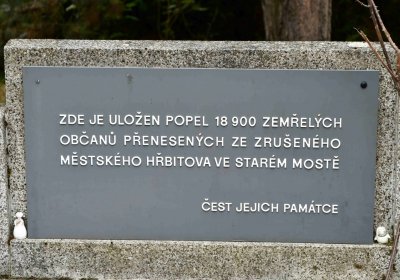 ZDE JE ULOŽEN POPEL 18 900 ZEMŘELÝCH
OBČANŮ PŘENESENÝCH ZE ZRUŠENÉHO
MĚSTSKÉHO HŘBITOVA VE STARÉM MOSTĚ
ČEST JEJICH PAMÁTCE